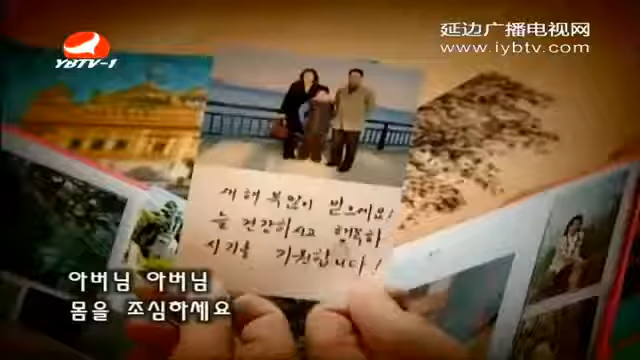 延边广播电视网
www.iybtv.com
YBTV-1
새해 복많이 받으세요!
늘 건강하시고 행복하
시기를 기원합니다!
아버님 아버님
몸을 조심하세요